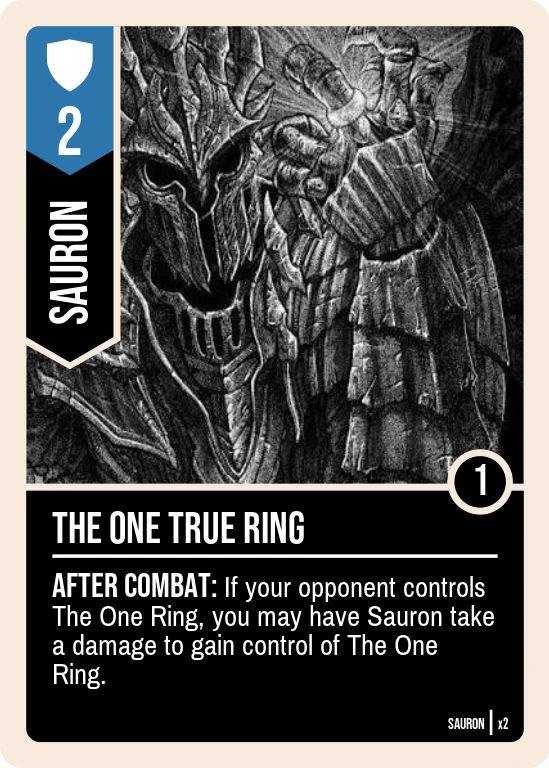 2
SAURON
1
THE ONE TRUE RING
AFTER COMBAT: If your opponent controls
The One Ring, you may have Sauron take
a damage to gain control of The One
Ring.
SAURON | x2